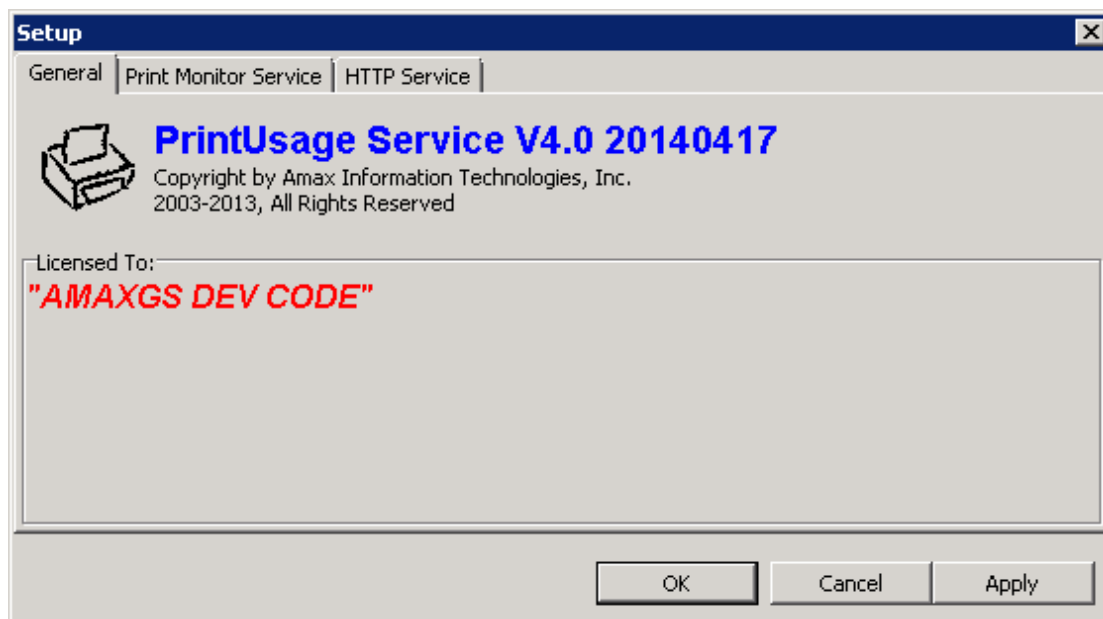 Setup
General Print Monitor Service HTTP Service
PrintUsage Service V4.0 20140417
Copyright by Amax Information Technologies, Inc.
2003-2013, All Rights Reserved
Licensed To:
"AMAXGS DEV CODE"
OK Cancel Apply